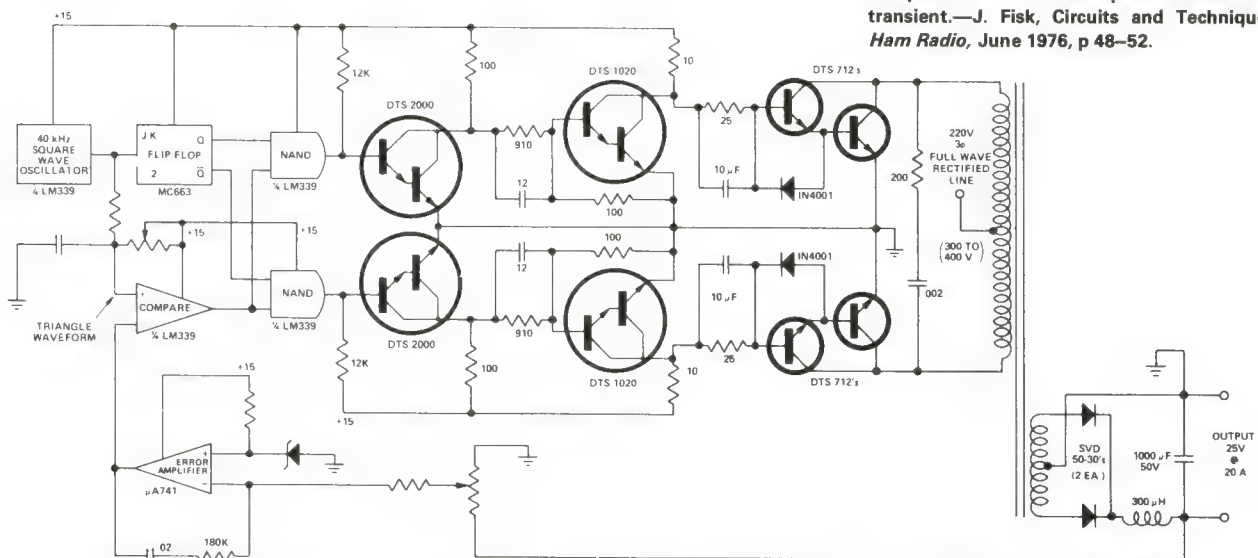 transient.—J. Fisk, Circuits and Techniqu
Ham Radio, June 1976, p 48–52.
+15
12K
100
10
DTS 712's
DTS 1020
DTS 2000
25
40 kHz
SQUARE
WAVE
OSCILLATOR
¼ LM339
J K
FLIP FLOP
2
Q
Q̅
MC663
NAND
¼ LM339
910
12
100
10 µF
IN4001
200
220V
3φ
FULL WAVE
RECTIFIED
LINE
(300 TO
400 V)
+15
+15
COMPARE
+
¼ LM339
TRIANGLE
WAVEFORM
NAND
¼ LM339
12
100
910
10 µF
IN4001
002
DTS 2000
12K
100
DTS 1020
10
25
DTS 712's
+15
+15
ERROR
AMPLIFIER
+
−
µA741
02
180K
SVD
50-30's
(2 EA)
1000 µF
50V
300 µH
OUTPUT
25V
@
20 A